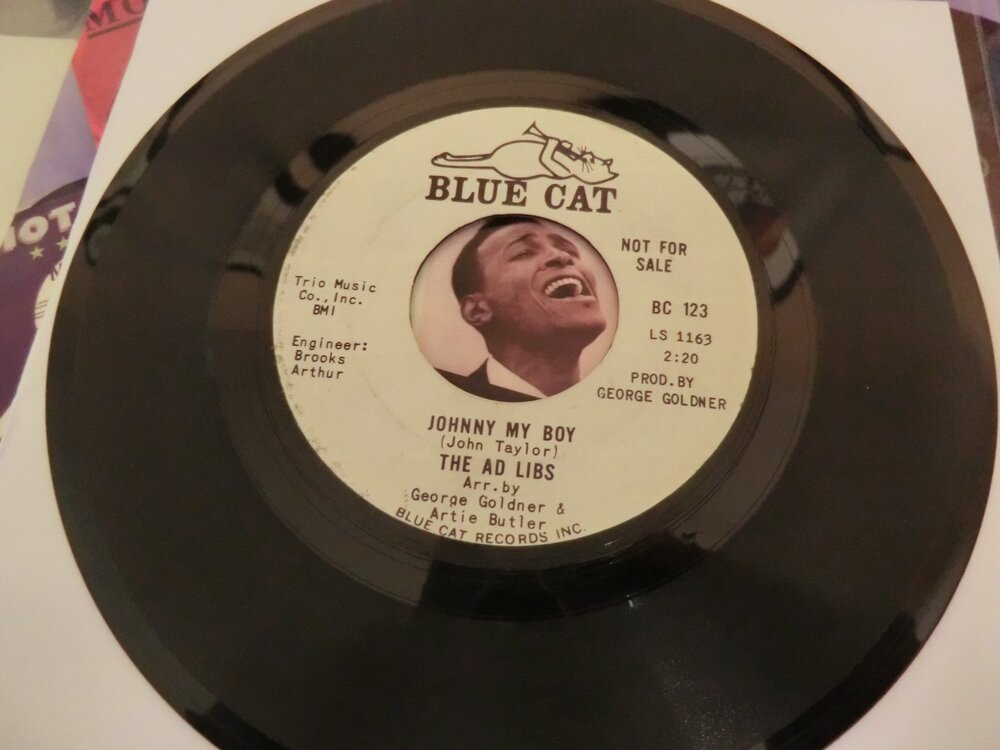 BLUE CAT
NOT FOR
SALE
Trio Music
Co., Inc.
BMI
Engineer:
Brooks
Arthur
BC 123
LS 1163
2:20
PROD.BY
GEORGE GOLDNER
JOHNNY MY BOY
(John Taylor)
THE AD LIBS
Arr.by
George Goldner &
Artie Butler
BLUE CAT RECORDS INC.